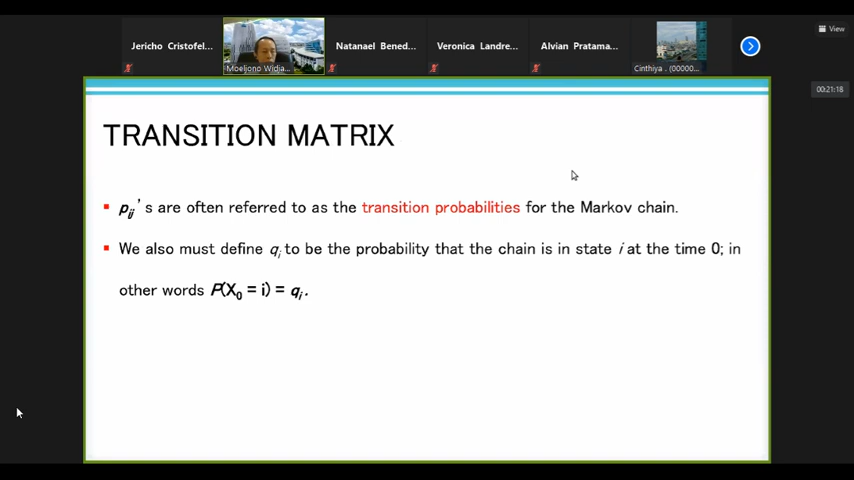 Jericho Cristofel...
Moeljono Widja...
Natanael Bened...
Veronica Landre...
Alvian Pratama...
Cinthiya . (00000...
View
00:21:18
TRANSITION MATRIX
pij 's are often referred to as the transition probabilities for the Markov chain.
We also must define qi to be the probability that the chain is in state i at the time 0; in
other words P(X0 = i) = qi.